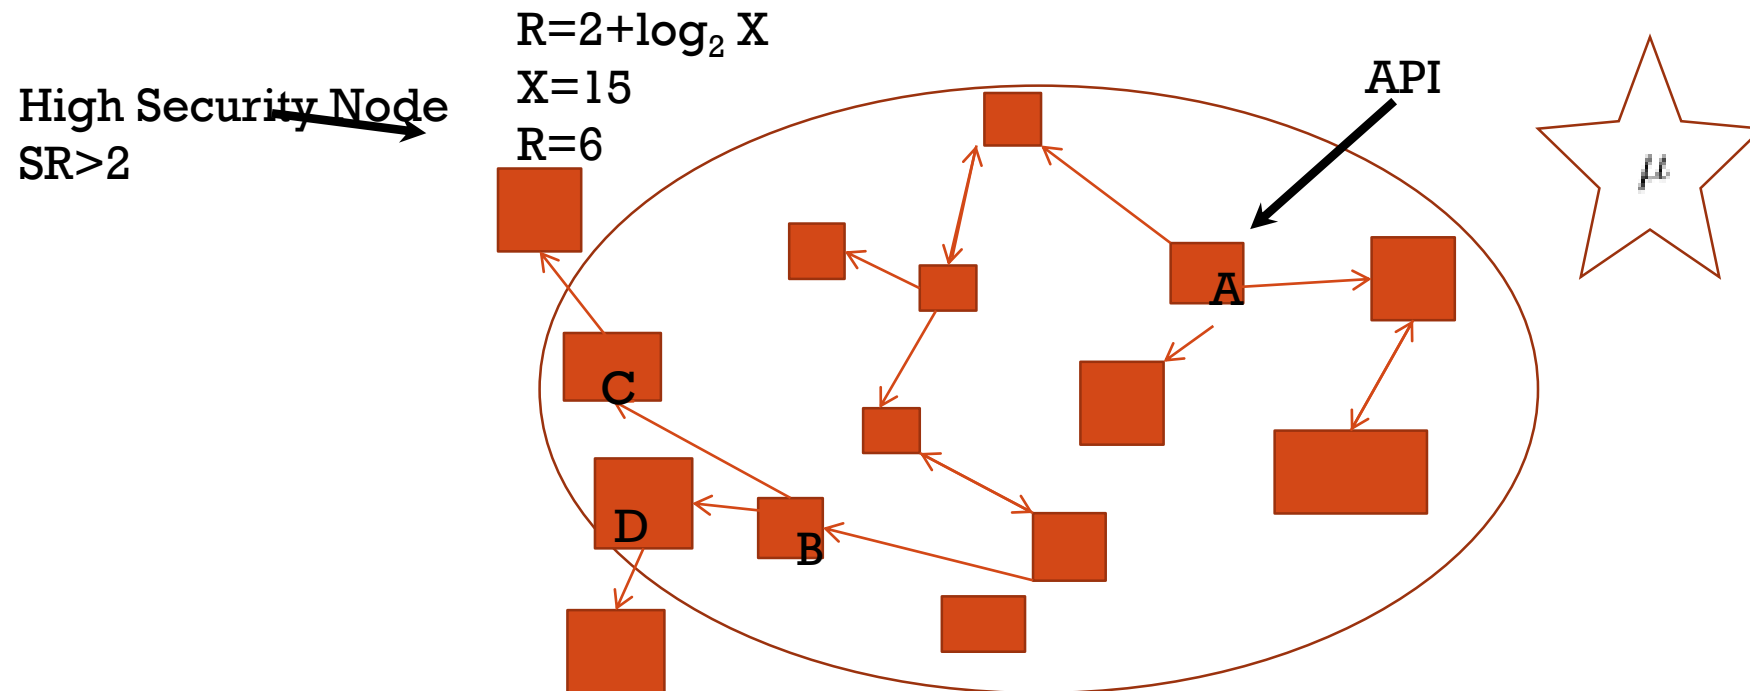 R=2+log₂ X
X=15
R=6
High Security Node
SR>2
API
μ
A
C
D
B